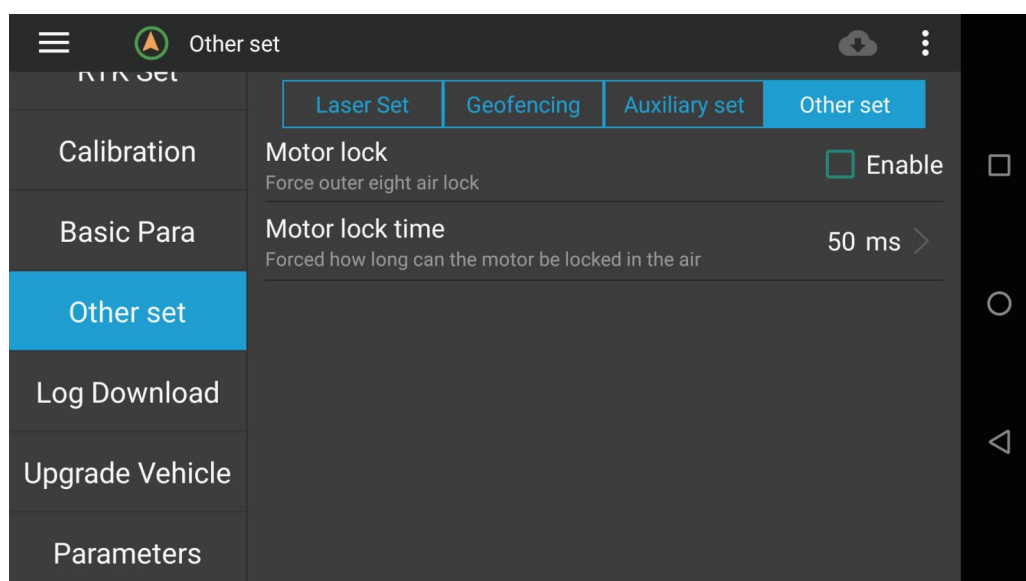 Other set
RTK Set
Calibration
Basic Para
Other set
Log Download
Upgrade Vehicle
Parameters
Laser Set
Geofencing
Auxiliary set
Other set
Motor lock
Force outer eight air lock
Enable
Motor lock time
Forced how long can the motor be locked in the air
50 ms